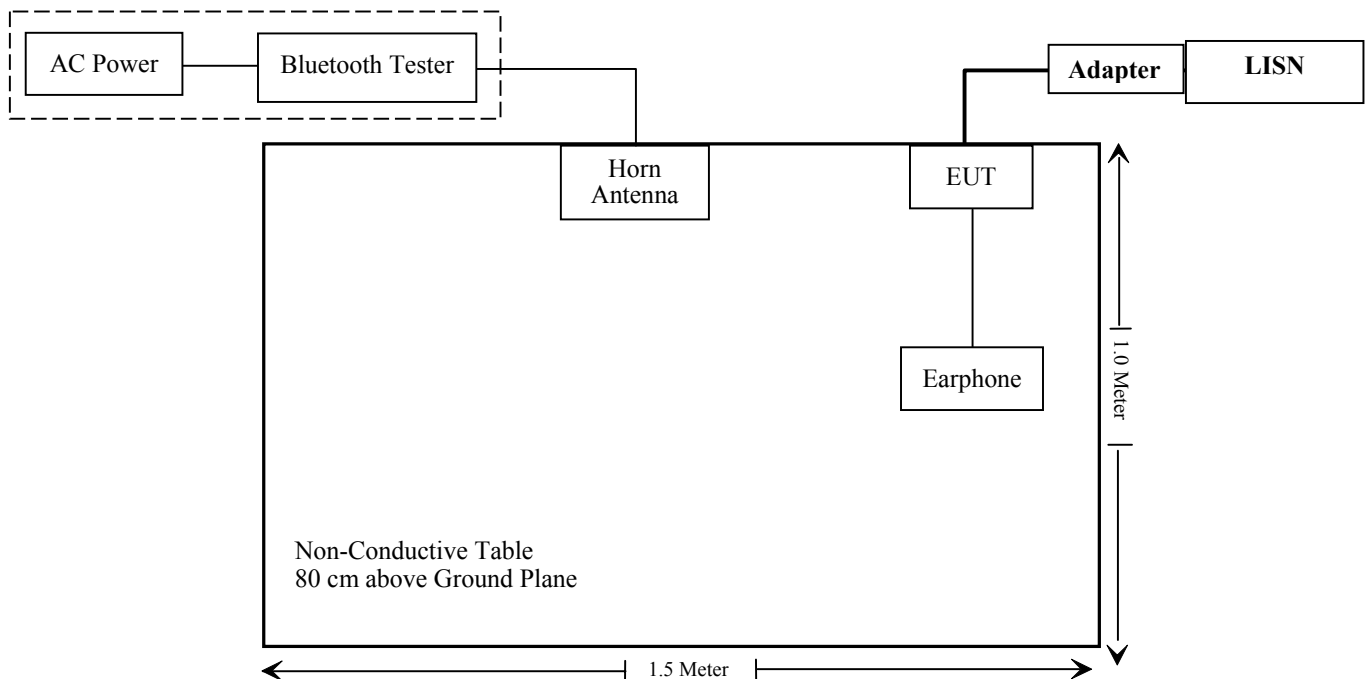 AC Power
Bluetooth Tester
Adapter
LISN
Horn
Antenna
EUT
Earphone
1.0 Meter
Non-Conductive Table
80 cm above Ground Plane
1.5 Meter